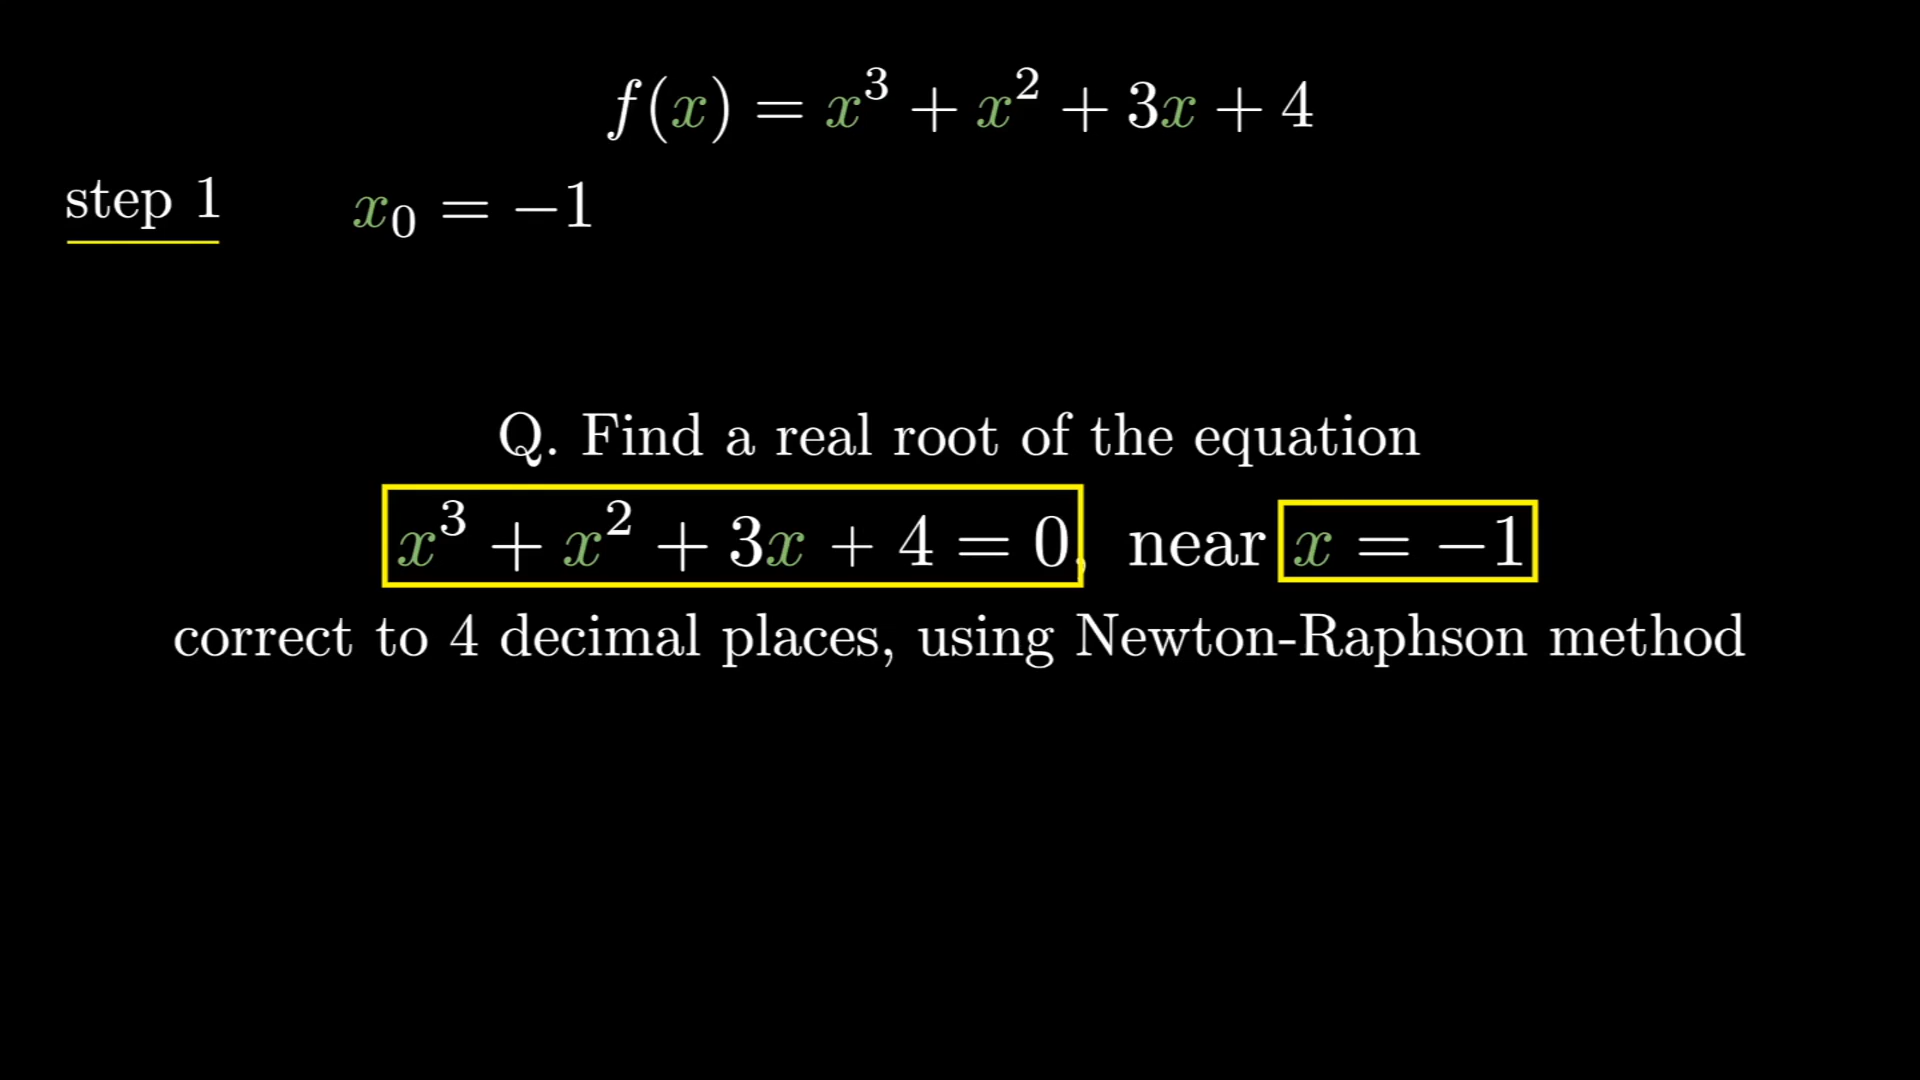 f(x) = x³ + x² + 3x + 4
step 1 x₀ = −1
Q. Find a real root of the equation
x³ + x² + 3x + 4 = 0, near x = −1
correct to 4 decimal places, using Newton-Raphson method